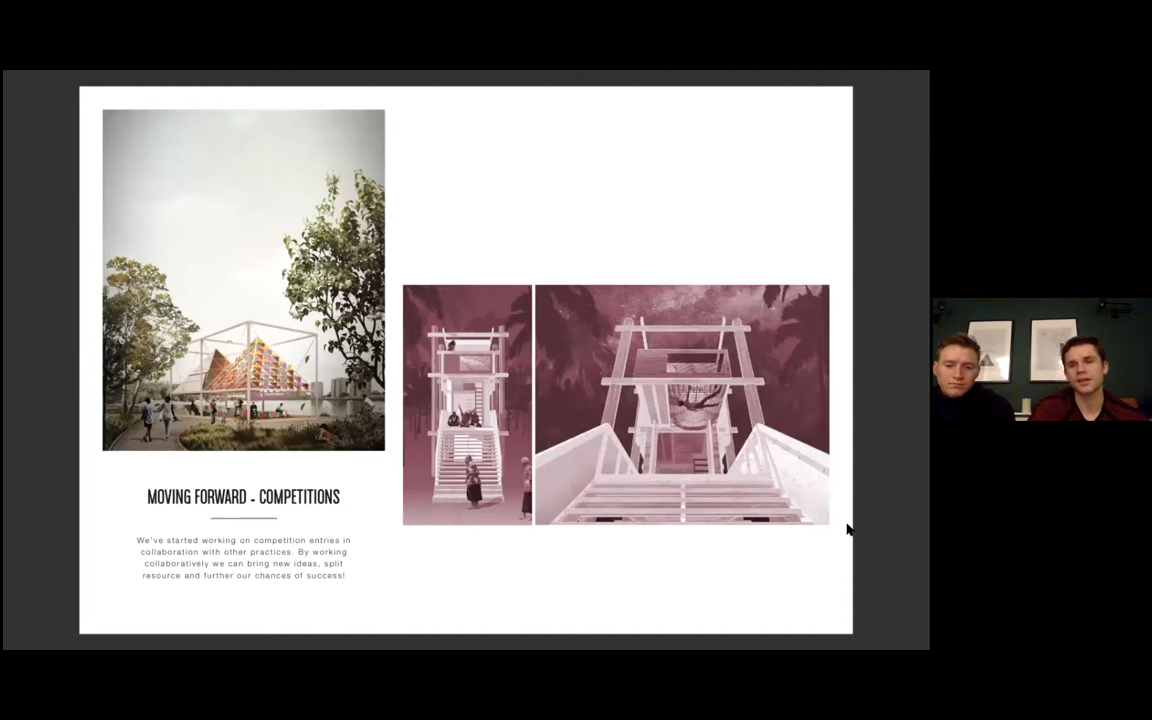 MOVING FORWARD - COMPETITIONS
We've started working on competition entries in
collaboration with other practices. By working
collaboratively we can bring new ideas, split
resource and further our chances of success!